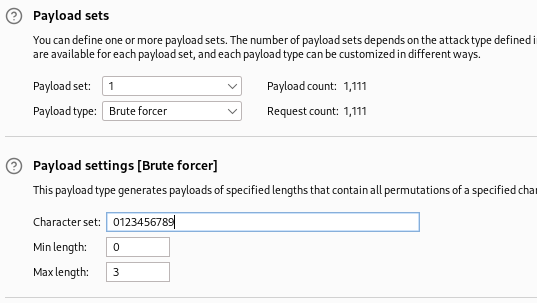 Payload sets
You can define one or more payload sets. The number of payload sets depends on the attack type defined i
are available for each payload set, and each payload type can be customized in different ways.
Payload set: 1 Payload count: 1,111
Payload type: Brute forcer Request count: 1,111
Payload settings [Brute forcer]
This payload type generates payloads of specified lengths that contain all permutations of a specified cha
Character set: 0123456789
Min length: 0
Max length: 3